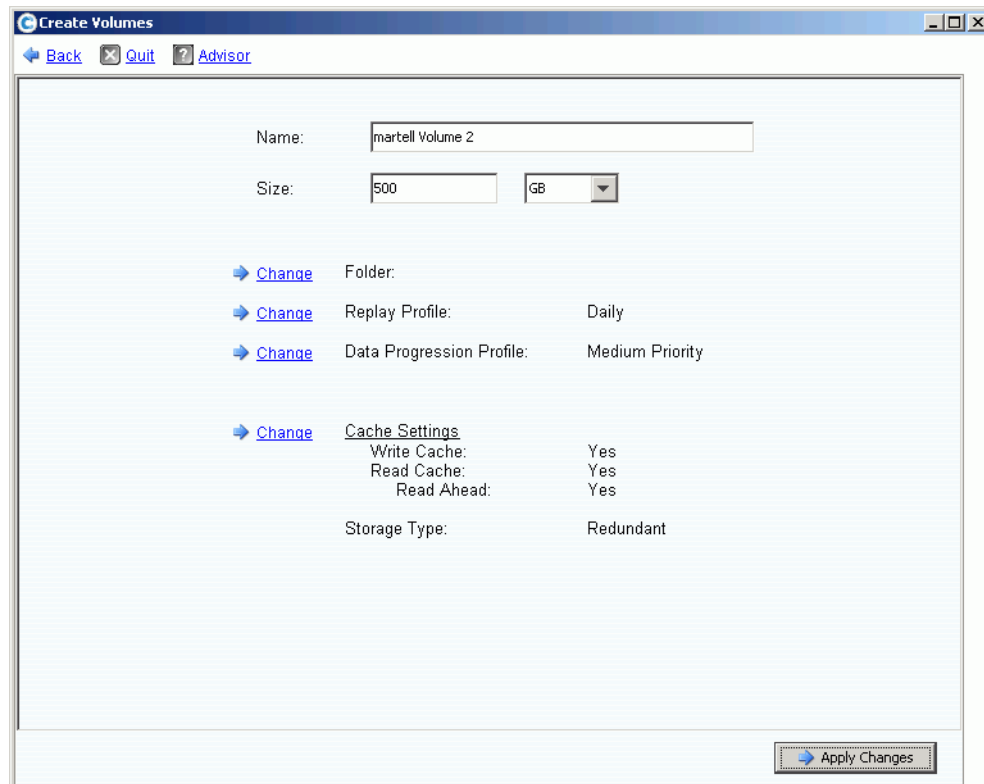 Create Volumes
Back Quit Advisor
Name: martell Volume 2
Size: 500 GB
Change Folder:
Change Replay Profile: Daily
Change Data Progression Profile: Medium Priority
Change Cache Settings
Write Cache: Yes
Read Cache: Yes
Read Ahead: Yes
Storage Type: Redundant
Apply Changes